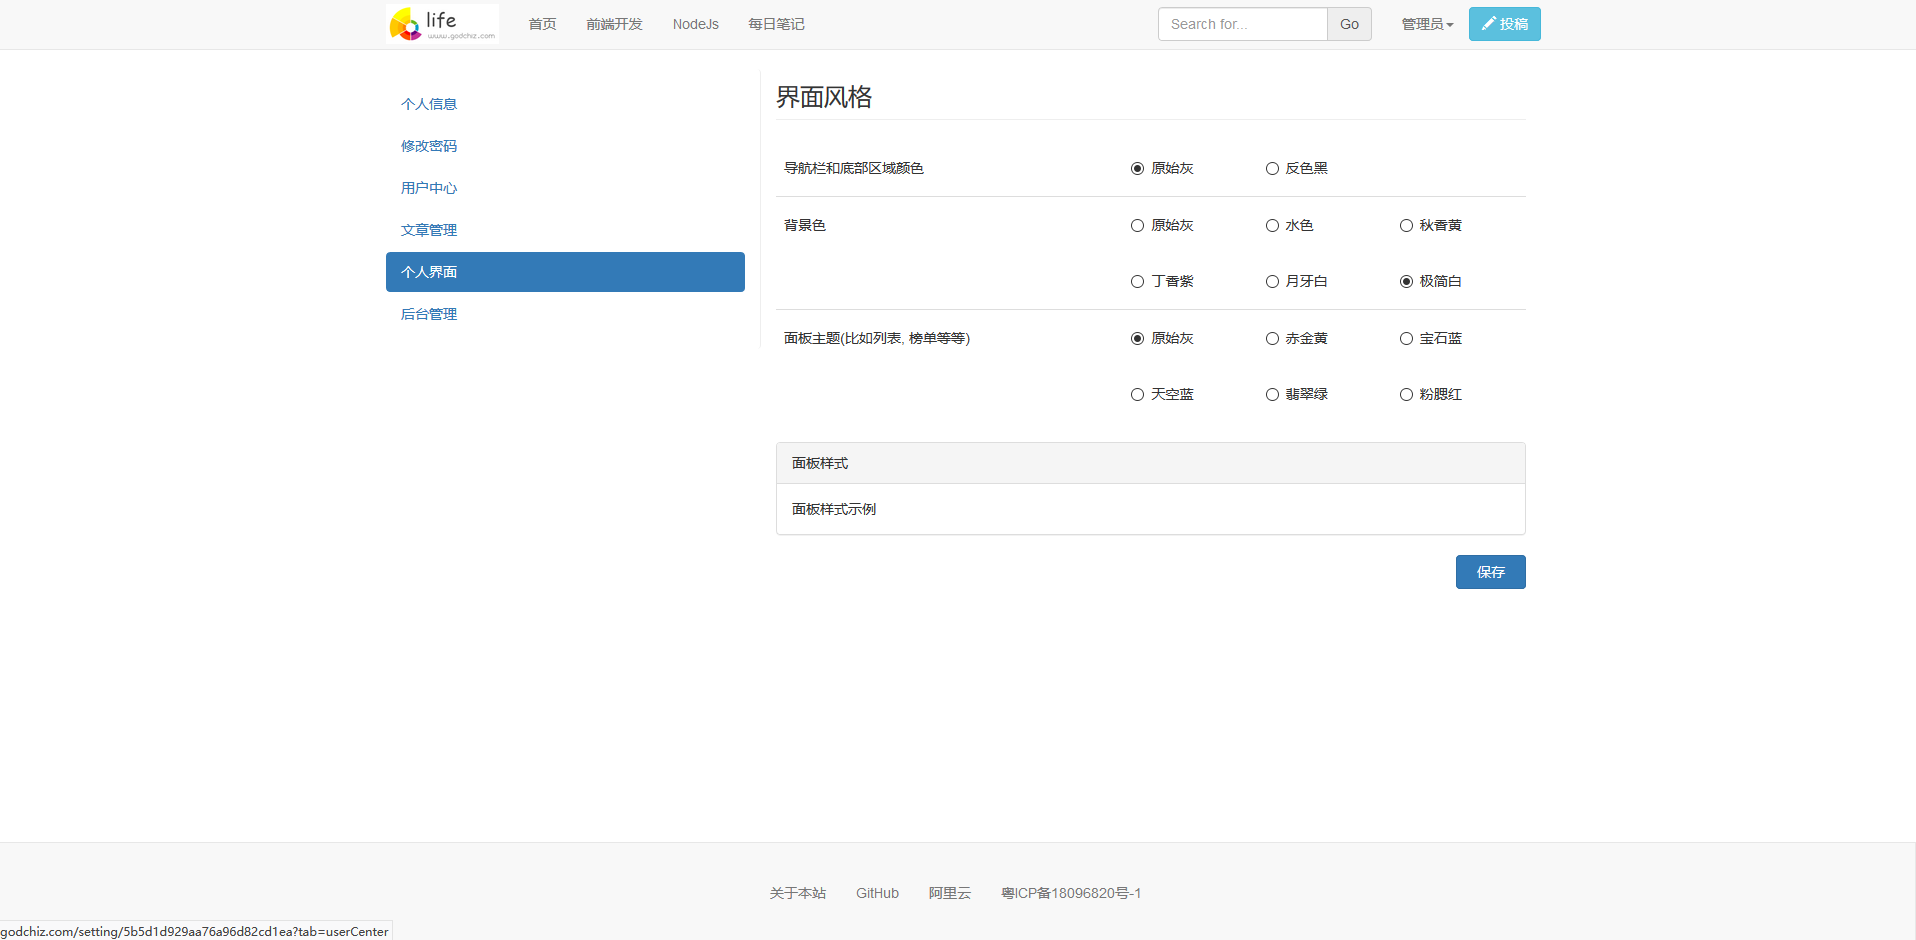 life
www.godchiz.com
首页 前端开发 NodeJs 每日笔记 Search for... Go 管理员 投稿
个人信息
修改密码
用户中心
文章管理
个人界面
后台管理
界面风格
导航栏和底部区域颜色 原始灰 反色黑
背景色 原始灰 水色 秋香黄
丁香紫 月牙白 极简白
面板主题(比如列表, 榜单等等) 原始灰 赤金黄 宝石蓝
天空蓝 翡翠绿 粉腮红
面板样式
面板样式示例
保存
关于本站 GitHub 阿里云 粤ICP备18096820号-1
godchiz.com/setting/5b5d1d929aa76a96d82cd1ea?tab=userCenter